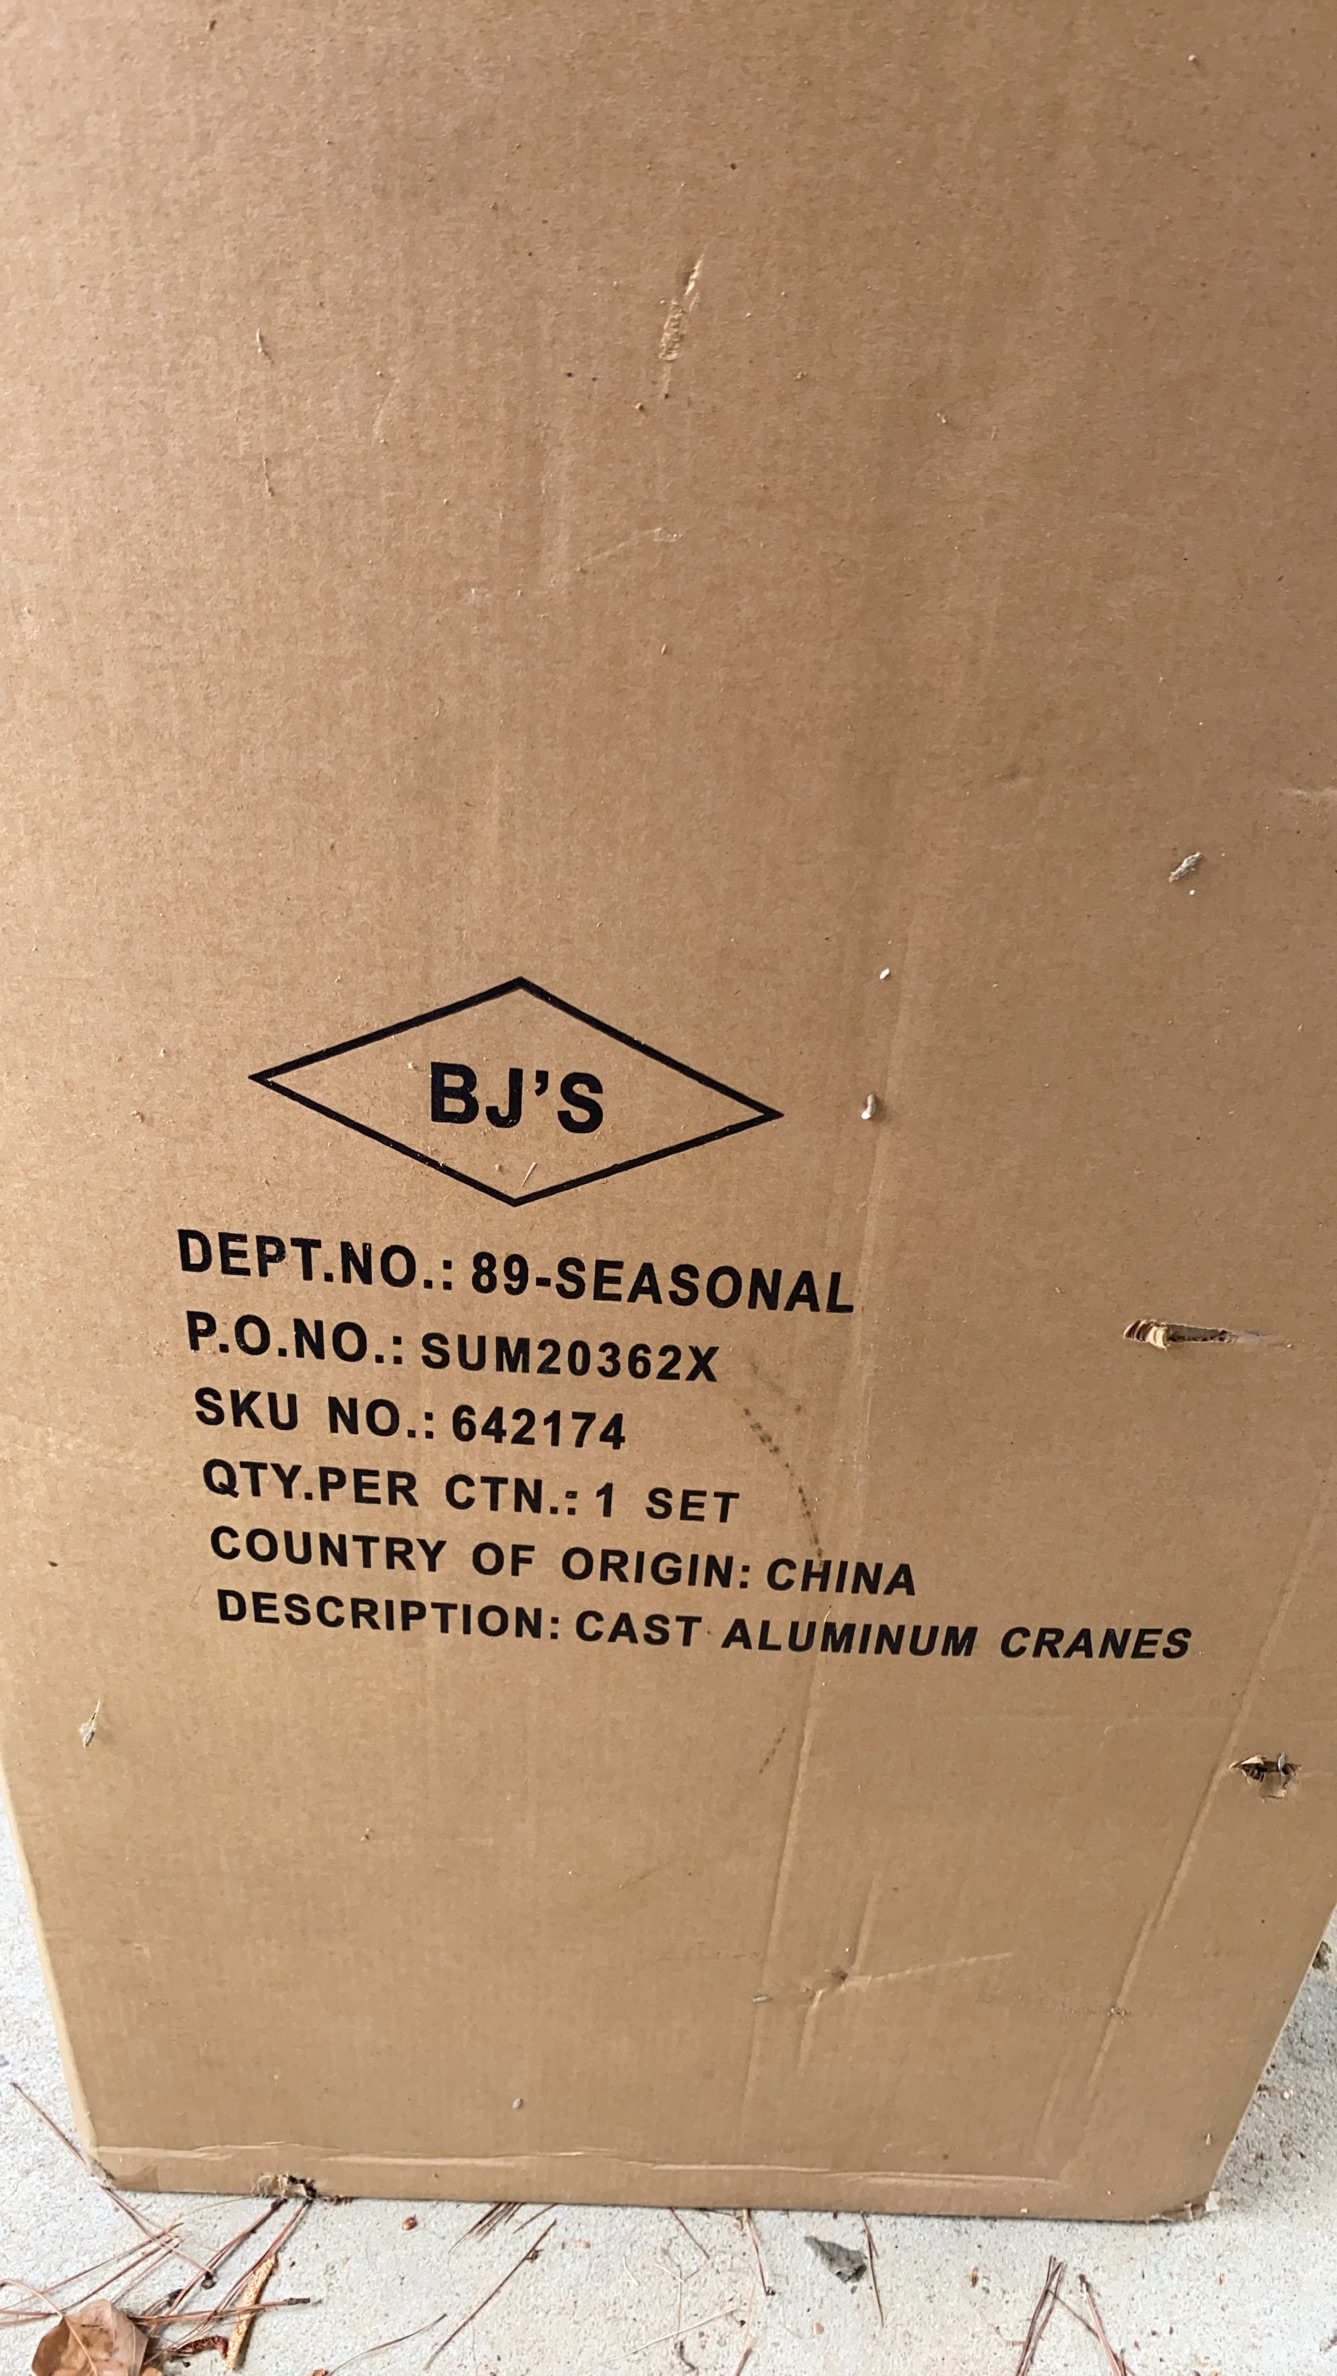 BJ'S
DEPT.NO.: 89-SEASONAL
P.O.NO.: SUM20362X
SKU NO.: 642174
QTY.PER CTN.: 1 SET
COUNTRY OF ORIGIN: CHINA
DESCRIPTION: CAST ALUMINUM CRANES